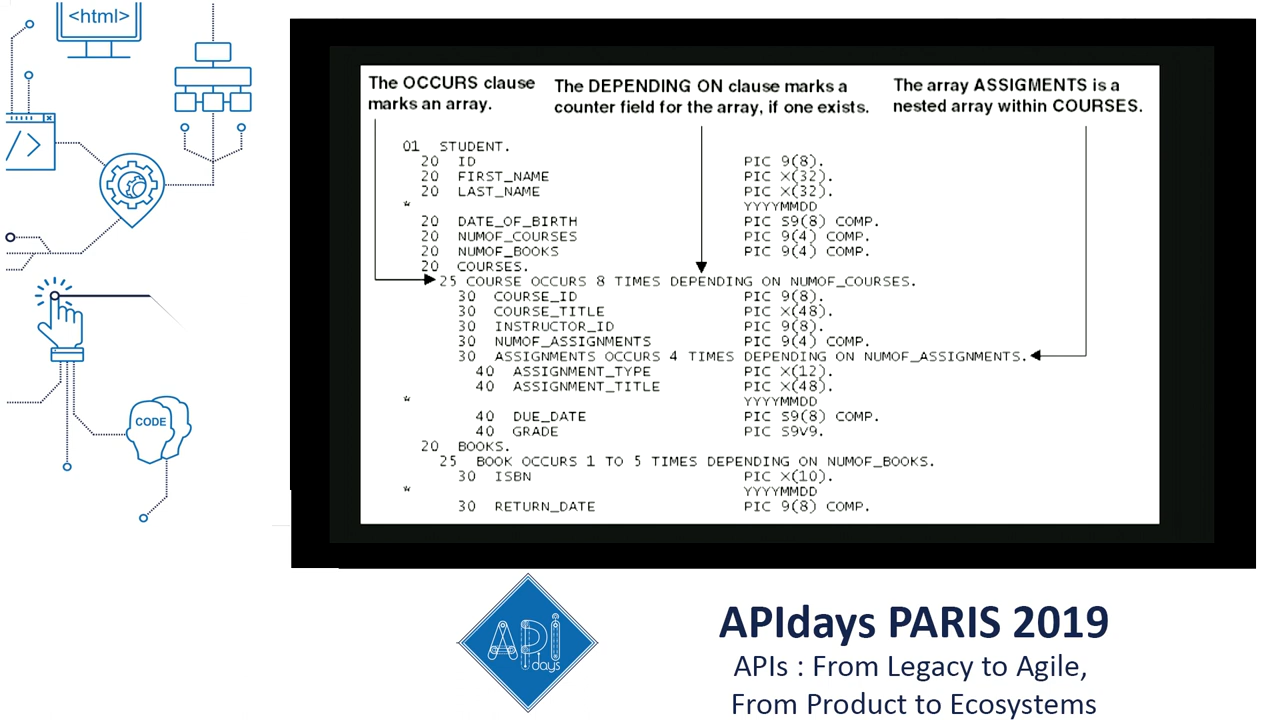 <html>
</>
CODE
The OCCURS clause
marks an array.
The DEPENDING ON clause marks a
counter field for the array, if one exists.
The array ASSIGMENTS is a
nested array within COURSES.
01 STUDENT.
20 ID PIC 9(8).
20 FIRST_NAME PIC X(32).
20 LAST_NAME PIC X(32).
* YYYYMMDD
20 DATE_OF_BIRTH PIC S9(8) COMP.
20 NUMOF_COURSES PIC 9(4) COMP.
20 NUMOF_BOOKS PIC 9(4) COMP.
20 COURSES.
25 COURSE OCCURS 8 TIMES DEPENDING ON NUMOF_COURSES.
30 COURSE_ID PIC 9(8).
30 COURSE_TITLE PIC X(48).
30 INSTRUCTOR_ID PIC 9(8).
30 NUMOF_ASSIGNMENTS PIC 9(4) COMP.
30 ASSIGNMENTS OCCURS 4 TIMES DEPENDING ON NUMOF_ASSIGNMENTS.
40 ASSIGNMENT_TYPE PIC X(12).
40 ASSIGNMENT_TITLE PIC X(48).
* YYYYMMDD
40 DUE_DATE PIC S9(8) COMP.
40 GRADE PIC S9V9.
20 BOOKS.
25 BOOK OCCURS 1 TO 5 TIMES DEPENDING ON NUMOF_BOOKS.
30 ISBN PIC X(10).
* YYYYMMDD
30 RETURN_DATE PIC 9(8) COMP.
API
days
APIdays PARIS 2019
APIs : From Legacy to Agile,
From Product to Ecosystems